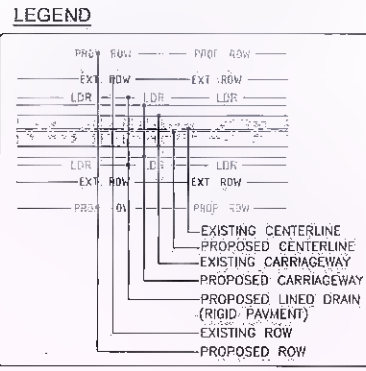 LEGEND
PROP ROW PROP ROW
EXT ROW EXT ROW
LDR LDR LDR
LDR LDR LDR
EXT ROW EXT ROW
PROP ROW
EXISTING CENTERLINE
PROPOSED CENTERLINE
EXISTING CARRIAGEWAY
PROPOSED CARRIAGEWAY
PROPOSED LINED DRAIN
(RIGID PAVMENT)
EXISTING ROW
PROPOSED ROW